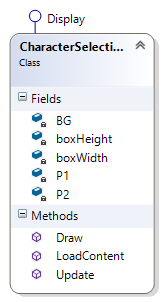 Display
CharacterSelecti...
Class
Fields
BG
boxHeight
boxWidth
P1
P2
Methods
Draw
LoadContent
Update